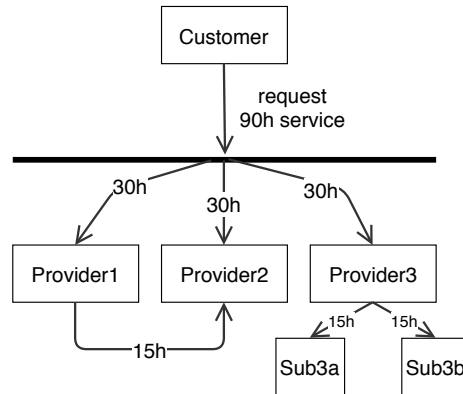 Customer
request
90h service
30h
30h
30h
Provider1
Provider2
Provider3
15h
15h
15h
Sub3a
Sub3b